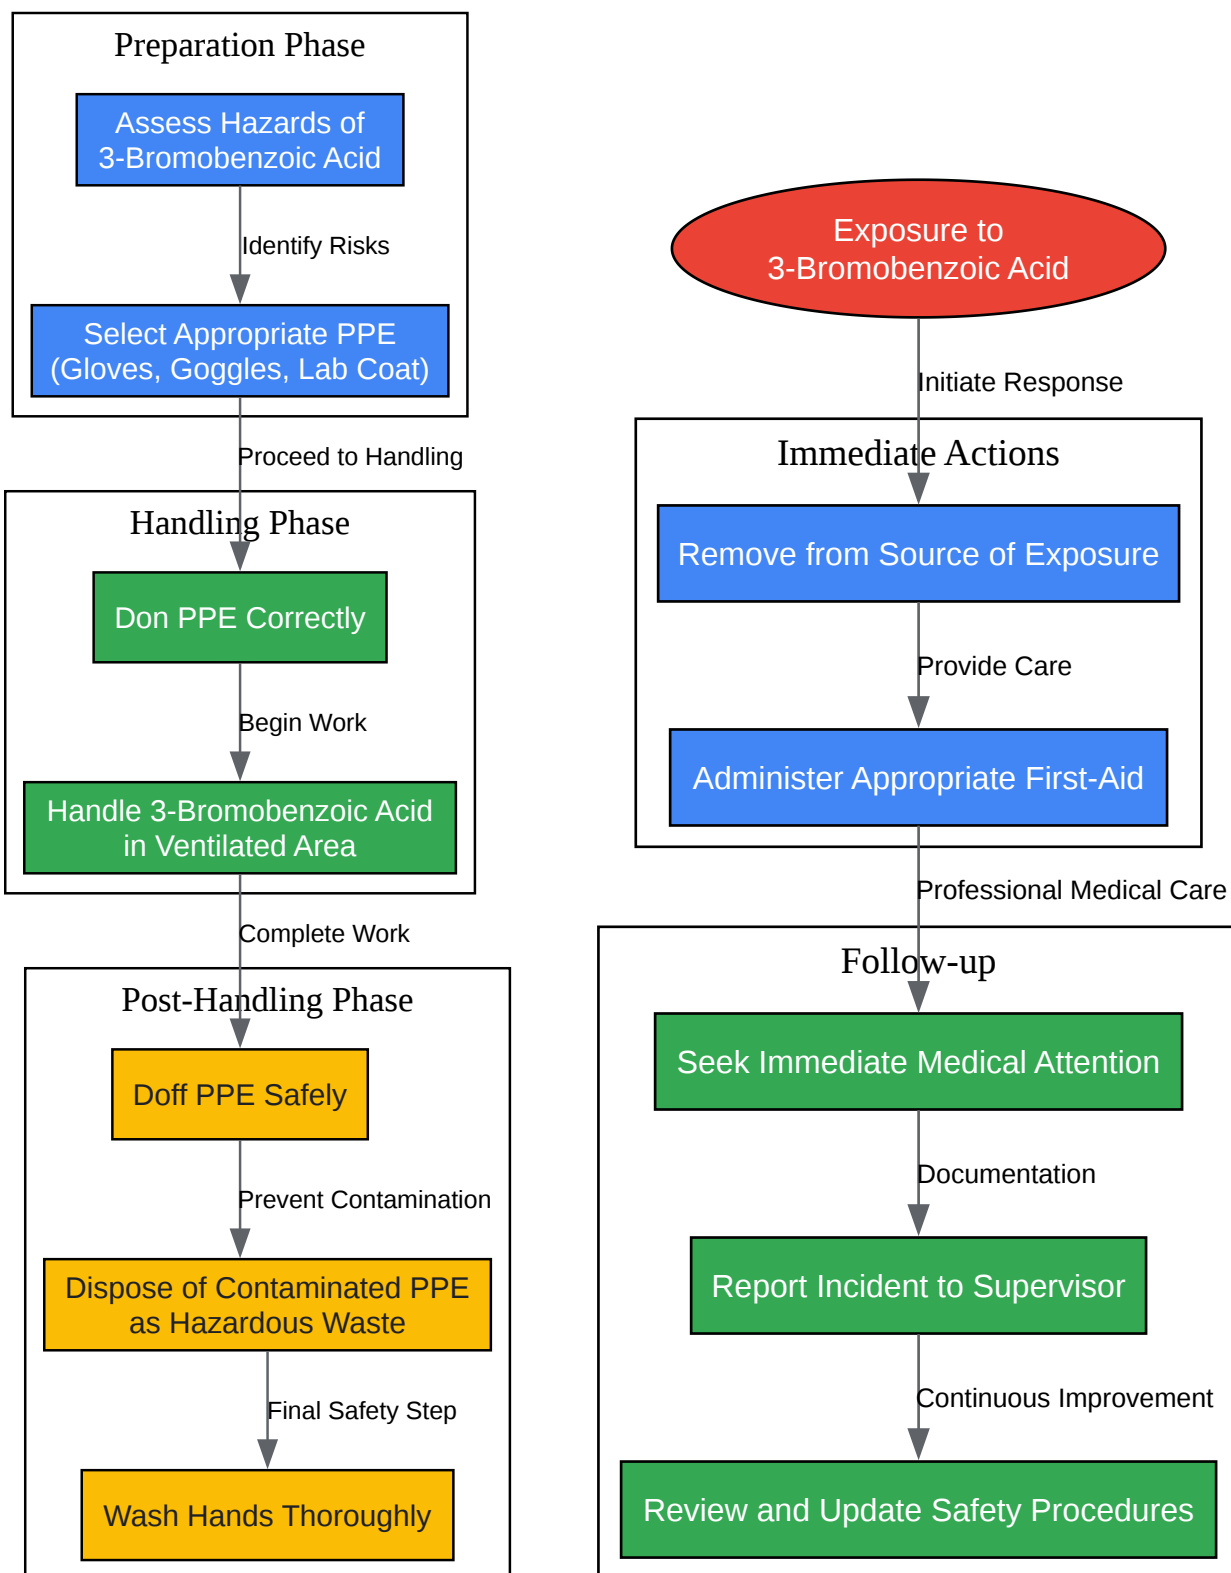 Preparation Phase
Assess Hazards of
3-Bromobenzoic Acid
Identify Risks
Select Appropriate PPE
(Gloves, Goggles, Lab Coat)
Proceed to Handling
Handling Phase
Don PPE Correctly
Begin Work
Handle 3-Bromobenzoic Acid
in Ventilated Area
Complete Work
Post-Handling Phase
Doff PPE Safely
Prevent Contamination
Dispose of Contaminated PPE
as Hazardous Waste
Final Safety Step
Wash Hands Thoroughly
Exposure to
3-Bromobenzoic Acid
Initiate Response
Immediate Actions
Remove from Source of Exposure
Provide Care
Administer Appropriate First-Aid
Professional Medical Care
Follow-up
Seek Immediate Medical Attention
Documentation
Report Incident to Supervisor
Continuous Improvement
Review and Update Safety Procedures